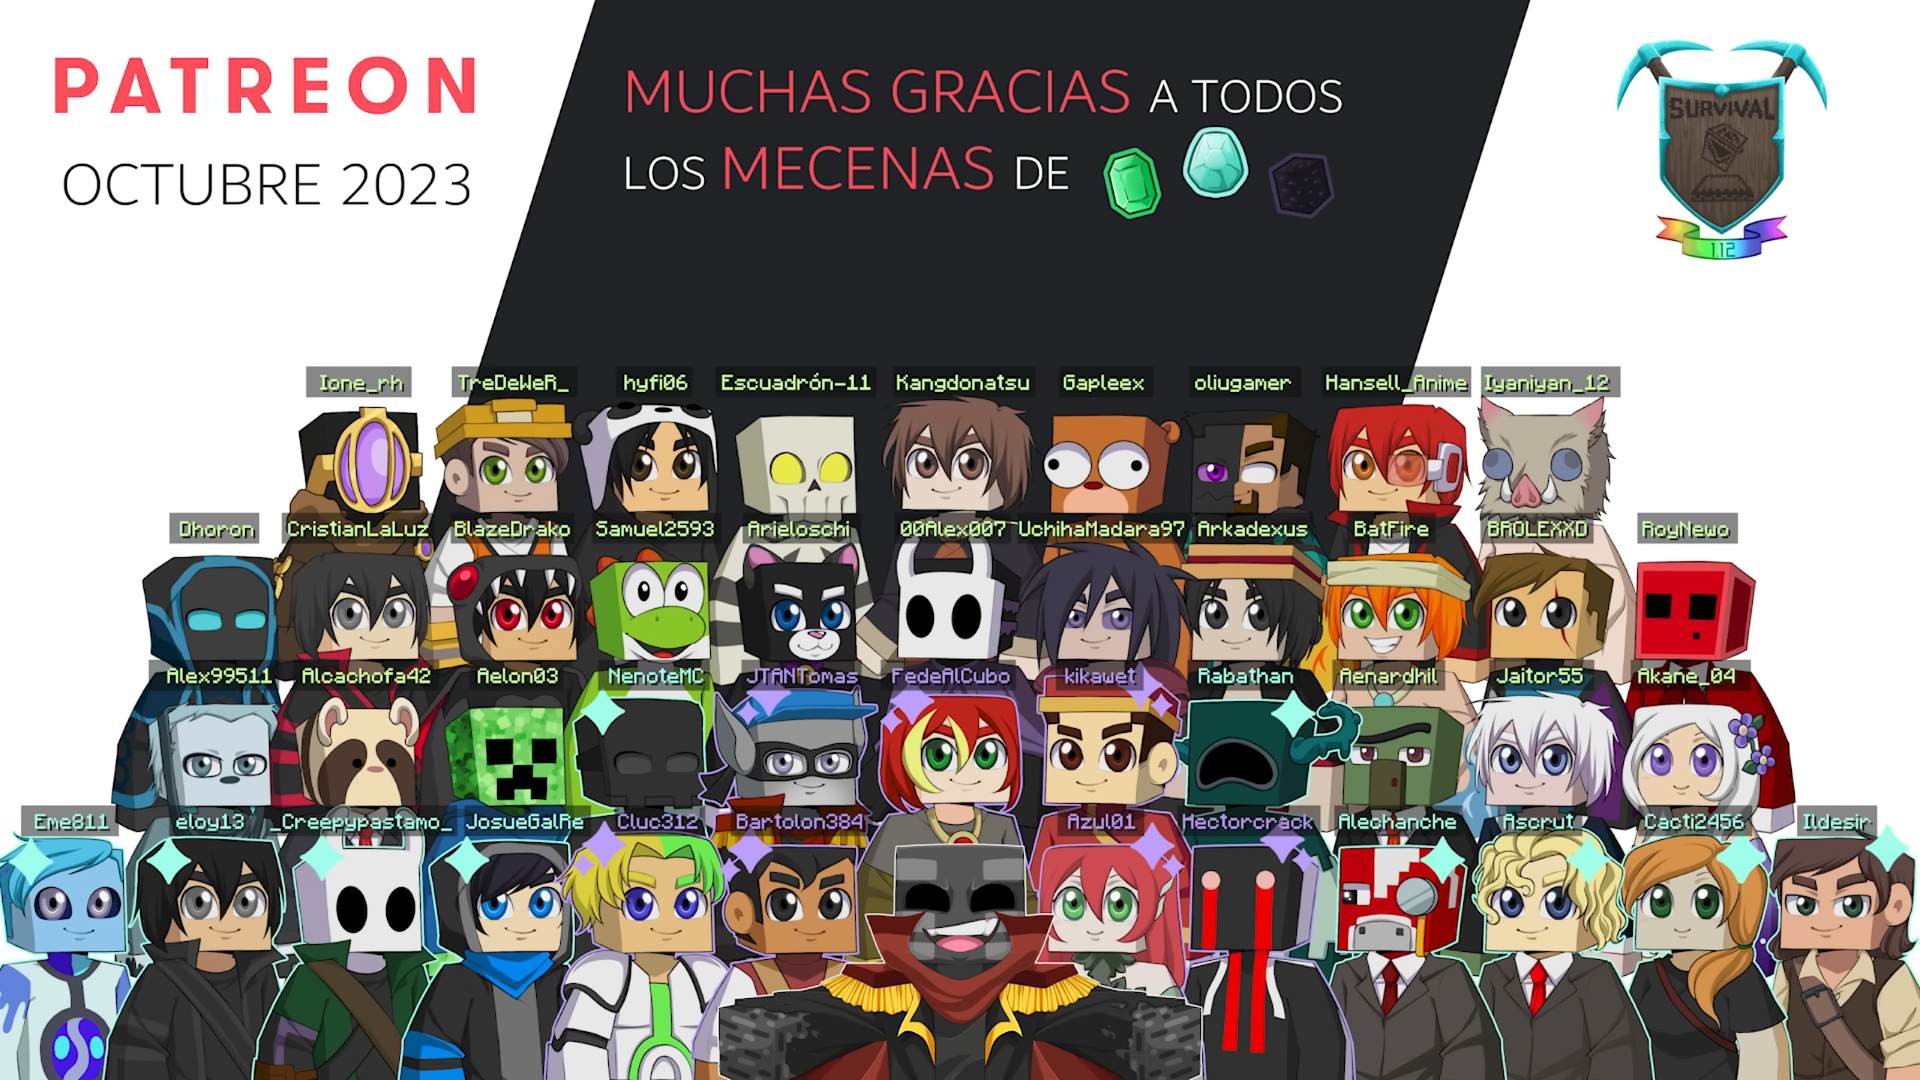 PATREON
OCTUBRE 2023
MUCHAS GRACIAS A TODOS
LOS MECENAS DE
SURVIVAL
1.12
Ione_rh
TreDeWeR_
hyfi06
Escuadrón-11
Kangdonatsu
Gapleex
oliugamer
Hansell_Anime
Iyaniyan_12
Dhoron
CristianLaLuz
BlazeDrako
Samuel2593
Arieloschi
00Alex007
UchihaMadara97
Arkadexus
BatFire
BROLEXXD
RoyNewo
Alex99511
Alcachofa42
Aelon03
NenoteMC
JTANTomas
FedeAlCubo
kikawet
Rabathan
Aenardhil
Jaitor55
Akane_04
Eme811
eloy13
_Creepypastamo_
JosueGalRe
Cluc312
Bartolon384
Azul01
Hectorcrack
Alechanche
Ascrut
Cacti2456
Ildesir